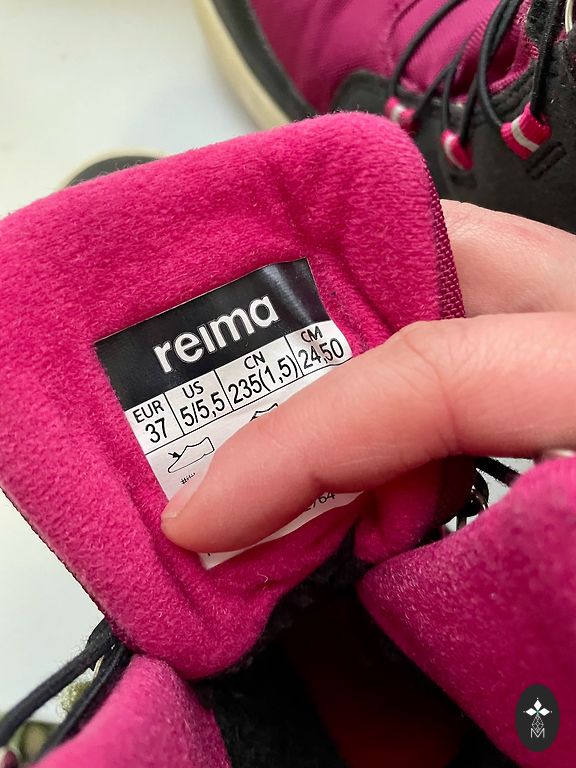 reima
EUR US CN CM
37 5/5,5 235(1,5) 24,50